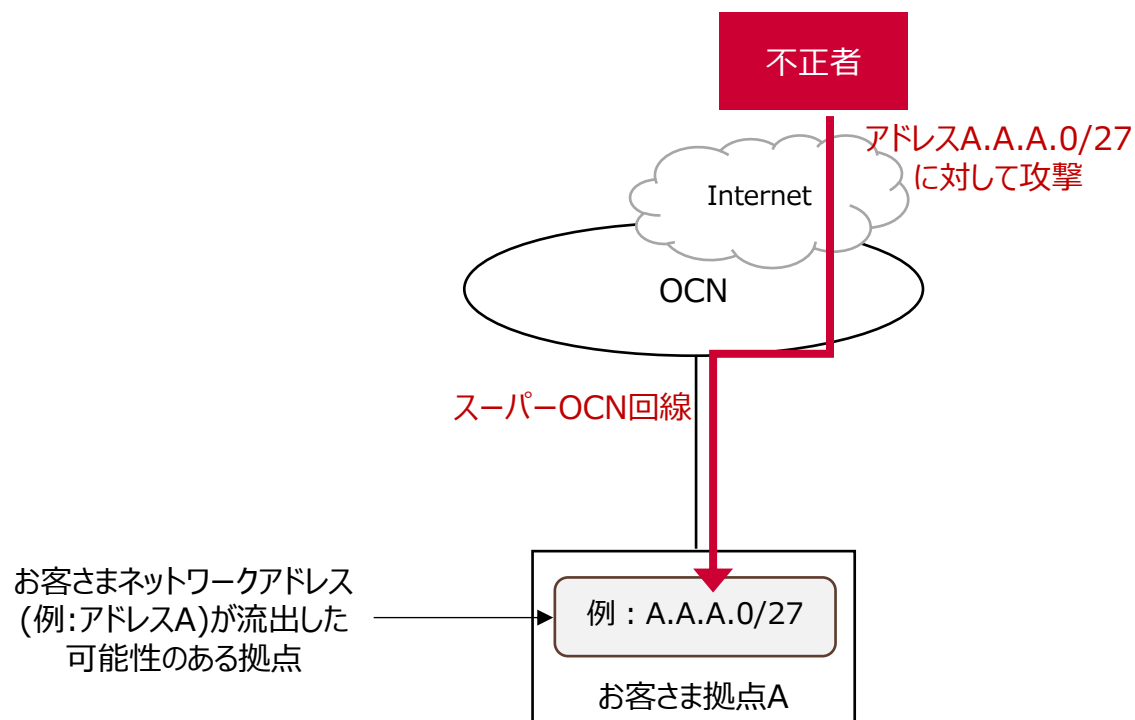 不正者
アドレスA.A.A.0/27
に対して攻撃
Internet
OCN
スーパーOCN回線
お客さまネットワークアドレス
(例:アドレスA)が流出した
可能性のある拠点
例：A.A.A.0/27
お客さま拠点A